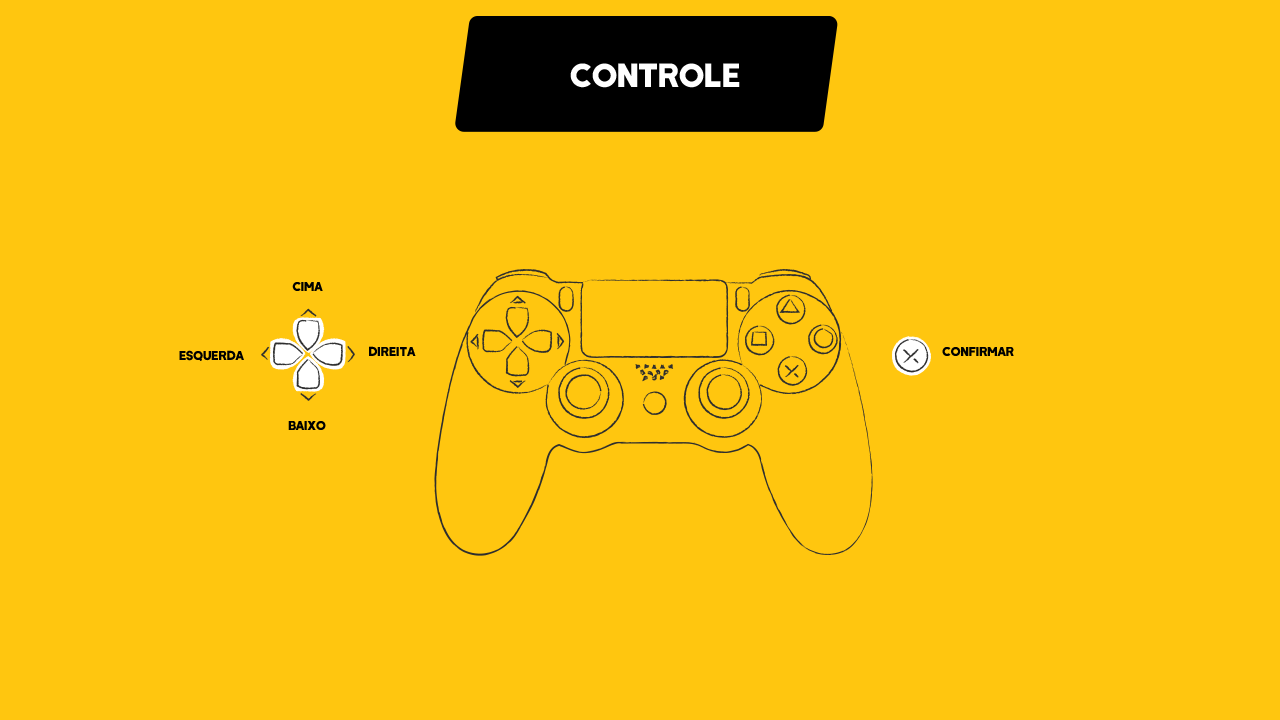 CONTROLE
CIMA
ESQUERDA
DIREITA
BAIXO
CONFIRMAR